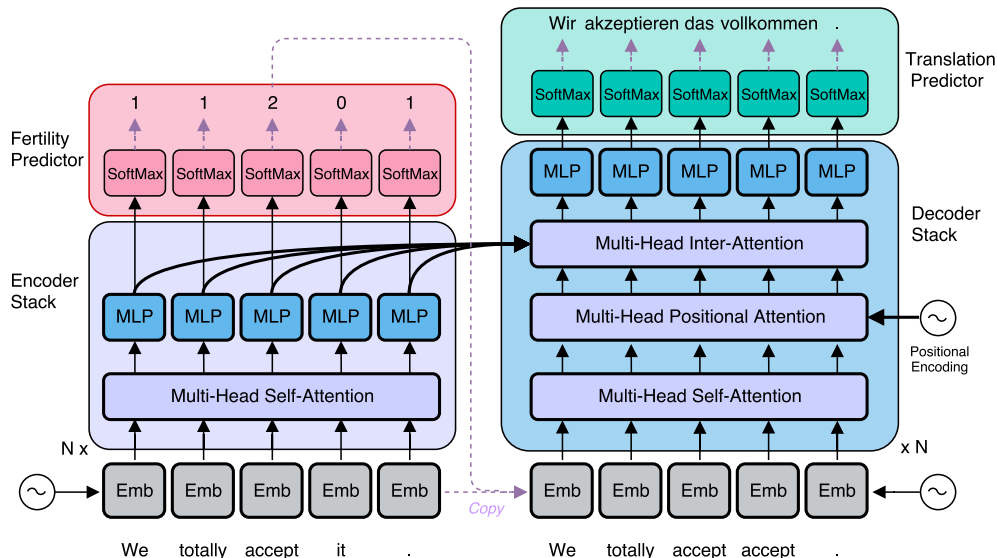 Wir akzeptieren das vollkommen .
SoftMax SoftMax SoftMax SoftMax SoftMax
Translation
Predictor
1 1 2 0 1
Fertility
Predictor
SoftMax SoftMax SoftMax SoftMax SoftMax
MLP MLP MLP MLP MLP
Decoder
Stack
Multi-Head Inter-Attention
Encoder
Stack
MLP MLP MLP MLP MLP
Multi-Head Positional Attention
Positional
Encoding
Multi-Head Self-Attention
Multi-Head Self-Attention
N x
x N
Emb Emb Emb Emb Emb
Copy
Emb Emb Emb Emb Emb
We totally accept it .
We totally accept accept .